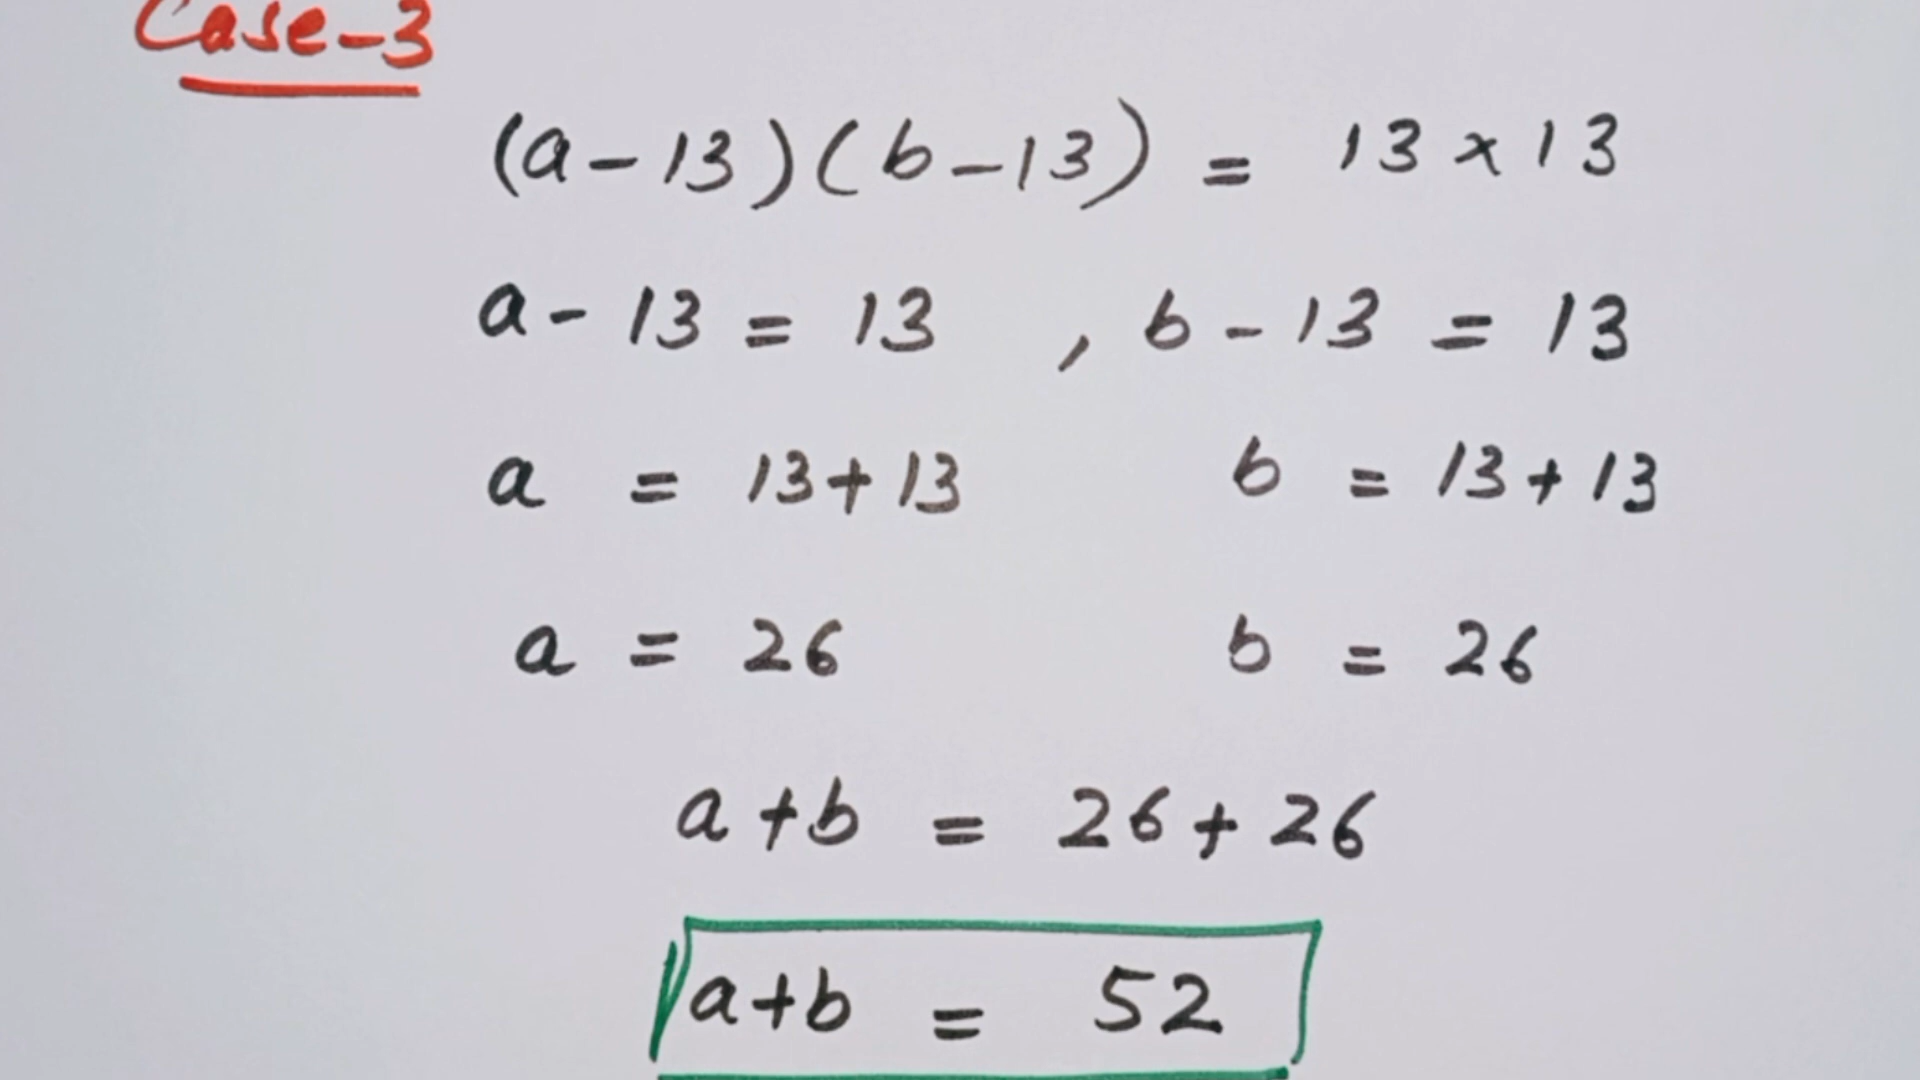 Case-3
(a-13)(b-13) = 13 × 13
a - 13 = 13 , b - 13 = 13
a = 13 + 13 b = 13 + 13
a = 26 b = 26
a + b = 26 + 26
a + b = 52